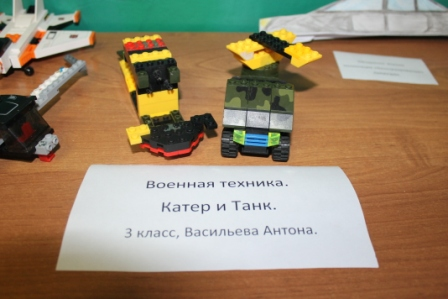 Военная техника.
Катер и Танк.
3 класс, Васильева Антона.